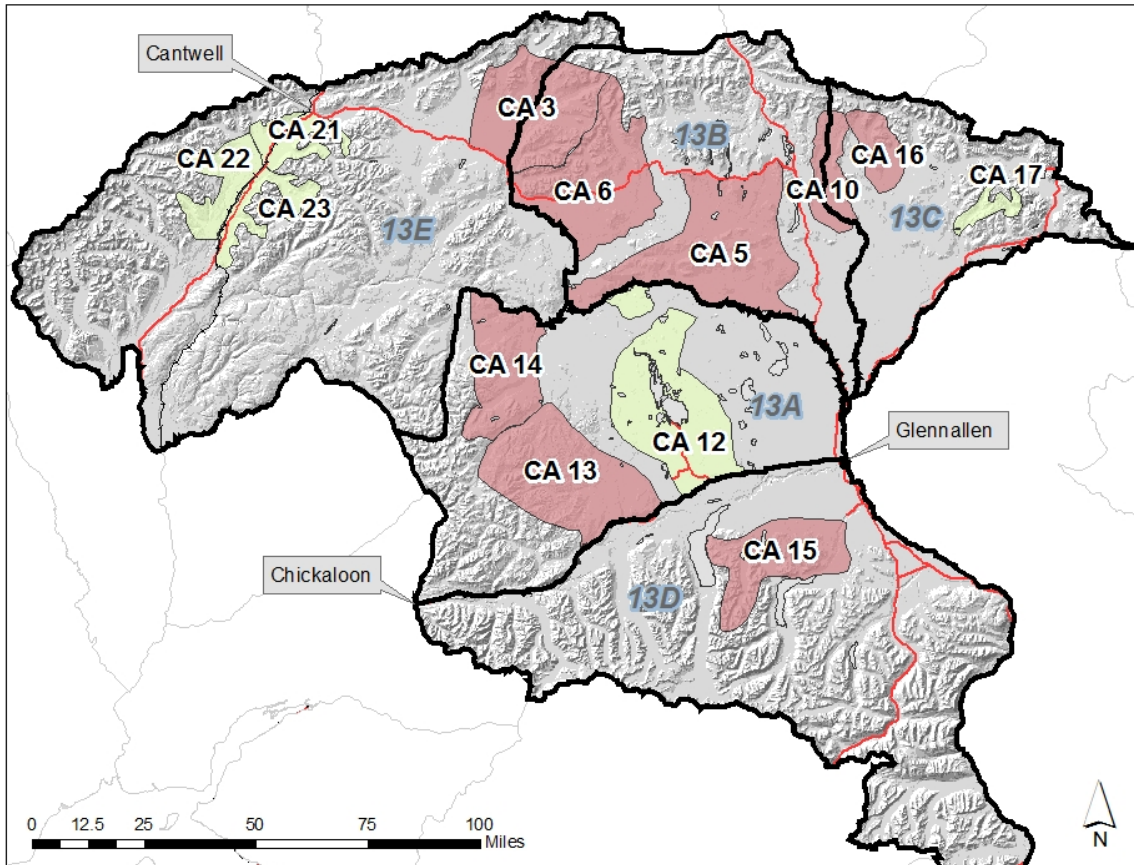 Cantwell
CA 3
CA 21
13B
CA 22
CA 16
CA 17
CA 6
CA 10
CA 23
13E
13C
CA 5
CA 14
13A
Glennallen
CA 12
CA 13
CA 15
Chickaloon
13D
0 12.5 25 50 75 100
Miles
N